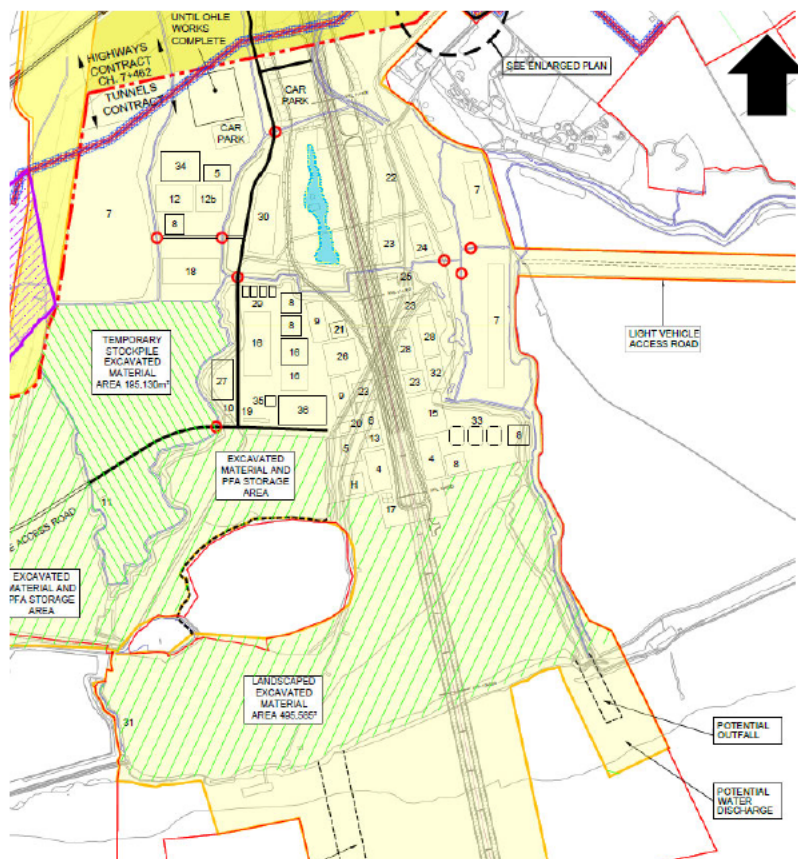 UNTIL OHLE
WORKS
COMPLETE
HIGHWAYS
CONTRACT
CH. 7+462
TUNNELS
CONTRACT
SEE ENLARGED PLAN
CAR
PARK
CAR
PARK
34
5
22
7
12
12b
7
8
30
23
24
18
25
29
8
23
7
LIGHT VEHICLE
ACCESS ROAD
8
9
21
28
TEMPORARY
STOCKPILE
EXCAVATED
MATERIAL
AREA 195.130m²
16
16
26
28
27
16
32
9
23
23
35
10
19
36
20
6
15
33
13
6
5
EXCAVATED
MATERIAL AND
PFA STORAGE
AREA
4
4
8
11
H
17
E ACCESS ROAD
EXCAVATED
MATERIAL AND
PFA STORAGE
AREA
LANDSCAPED
EXCAVATED
MATERIAL
AREA 495.565²
31
POTENTIAL
OUTFALL
POTENTIAL
WATER
DISCHARGE